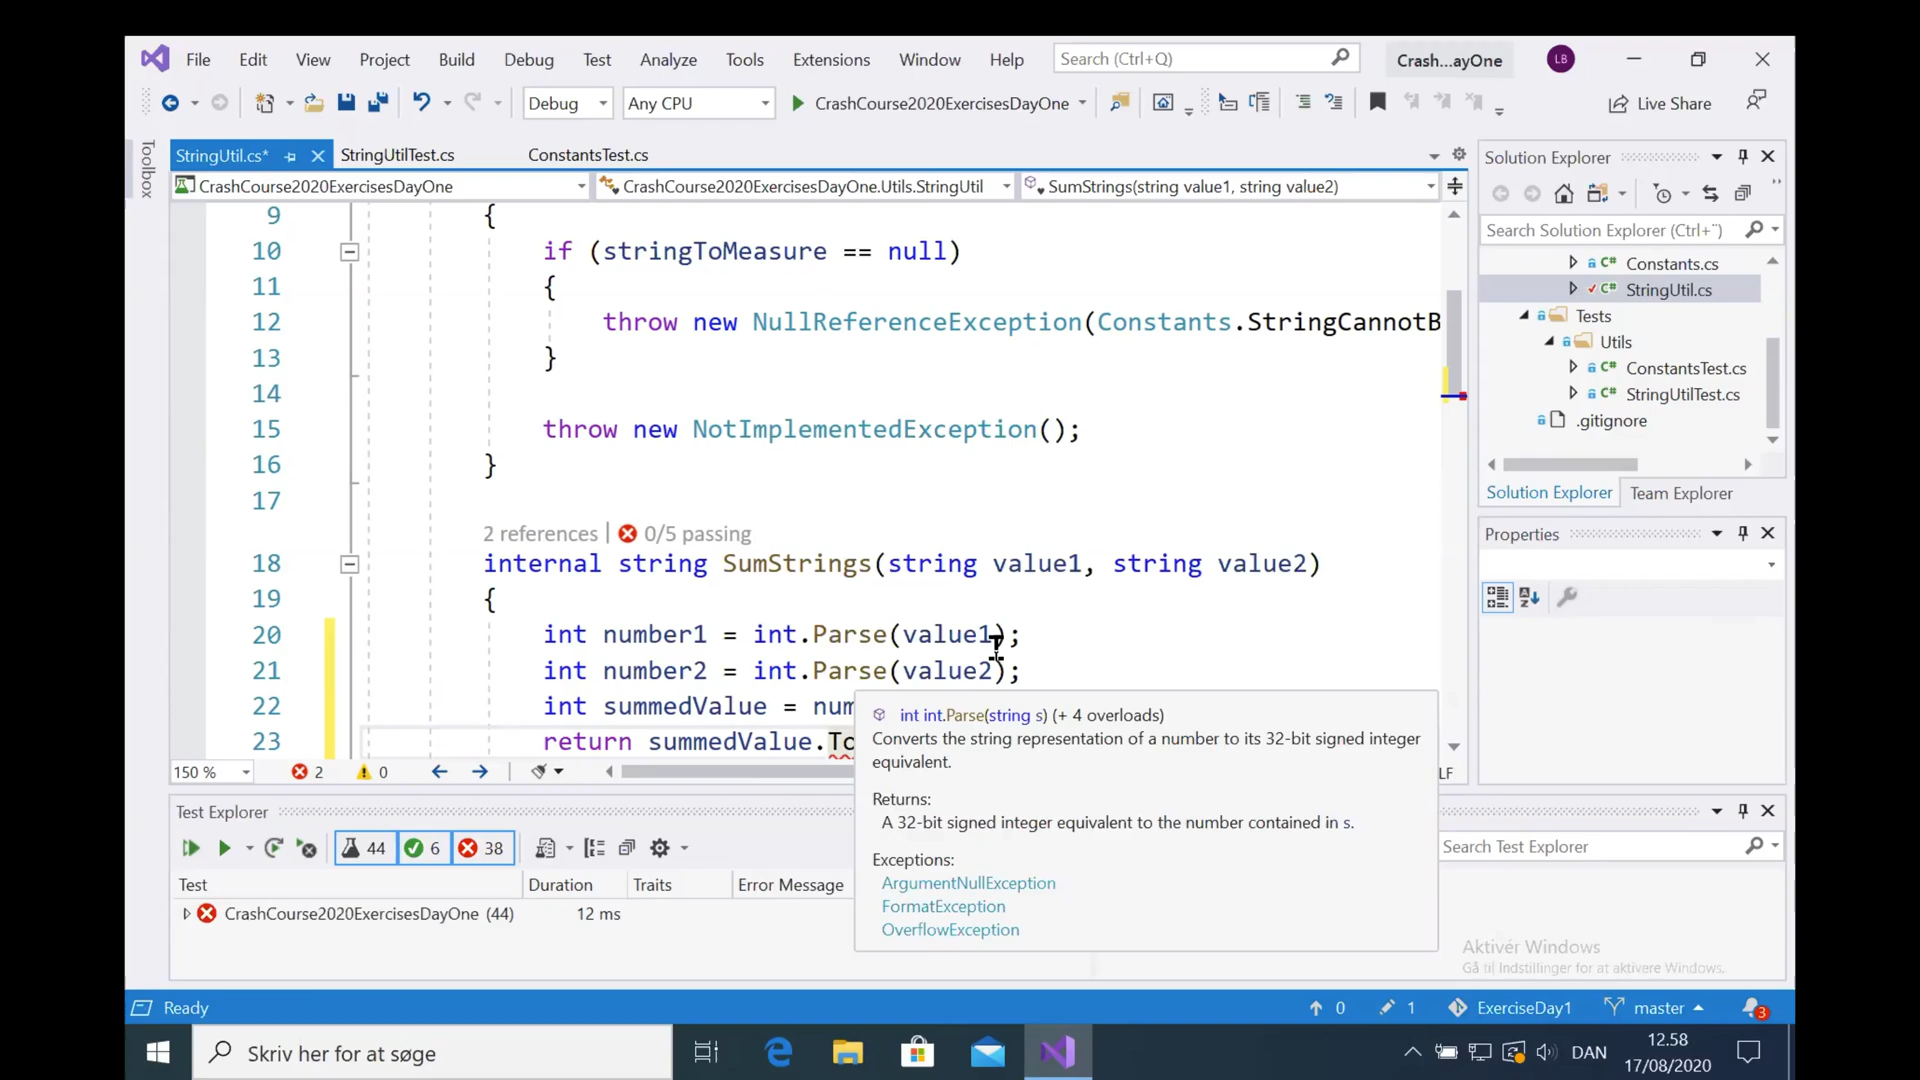 File Edit View Project Build Debug Test Analyze Tools Extensions Window Help Search (Ctrl+Q) Crash...ayOne LB
Debug Any CPU CrashCourse2020ExercisesDayOne Live Share
Toolbox
StringUtil.cs* StringUtilTest.cs ConstantsTest.cs
CrashCourse2020ExercisesDayOne CrashCourse2020ExercisesDayOne.Utils.StringUtil SumStrings(string value1, string value2)
9 {
10 if (stringToMeasure == null)
11 {
12 throw new NullReferenceException(Constants.StringCannotB
13 }
14
15 throw new NotImplementedException();
16 }
17
2 references | 0/5 passing
18 internal string SumStrings(string value1, string value2)
19 {
20 int number1 = int.Parse(value1);
21 int number2 = int.Parse(value2);
22 int summedValue = num
23 return summedValue.To
int int.Parse(string s) (+ 4 overloads)
Converts the string representation of a number to its 32-bit signed integer
equivalent.
Returns:
A 32-bit signed integer equivalent to the number contained in s.
Exceptions:
ArgumentNullException
FormatException
OverflowException
150 % 2 0 LF
Solution Explorer
Search Solution Explorer (Ctrl+¨)
C# Constants.cs
C# StringUtil.cs
Tests
Utils
C# ConstantsTest.cs
C# StringUtilTest.cs
.gitignore
Solution Explorer Team Explorer
Properties
Test Explorer
44 6 38 Search Test Explorer
Test Duration Traits Error Message
CrashCourse2020ExercisesDayOne (44) 12 ms
Aktivér Windows
Gå til Indstillinger for at aktivere Windows.
Ready 0 1 ExerciseDay1 master 3
Skriv her for at søge DAN 12.58
17/08/2020